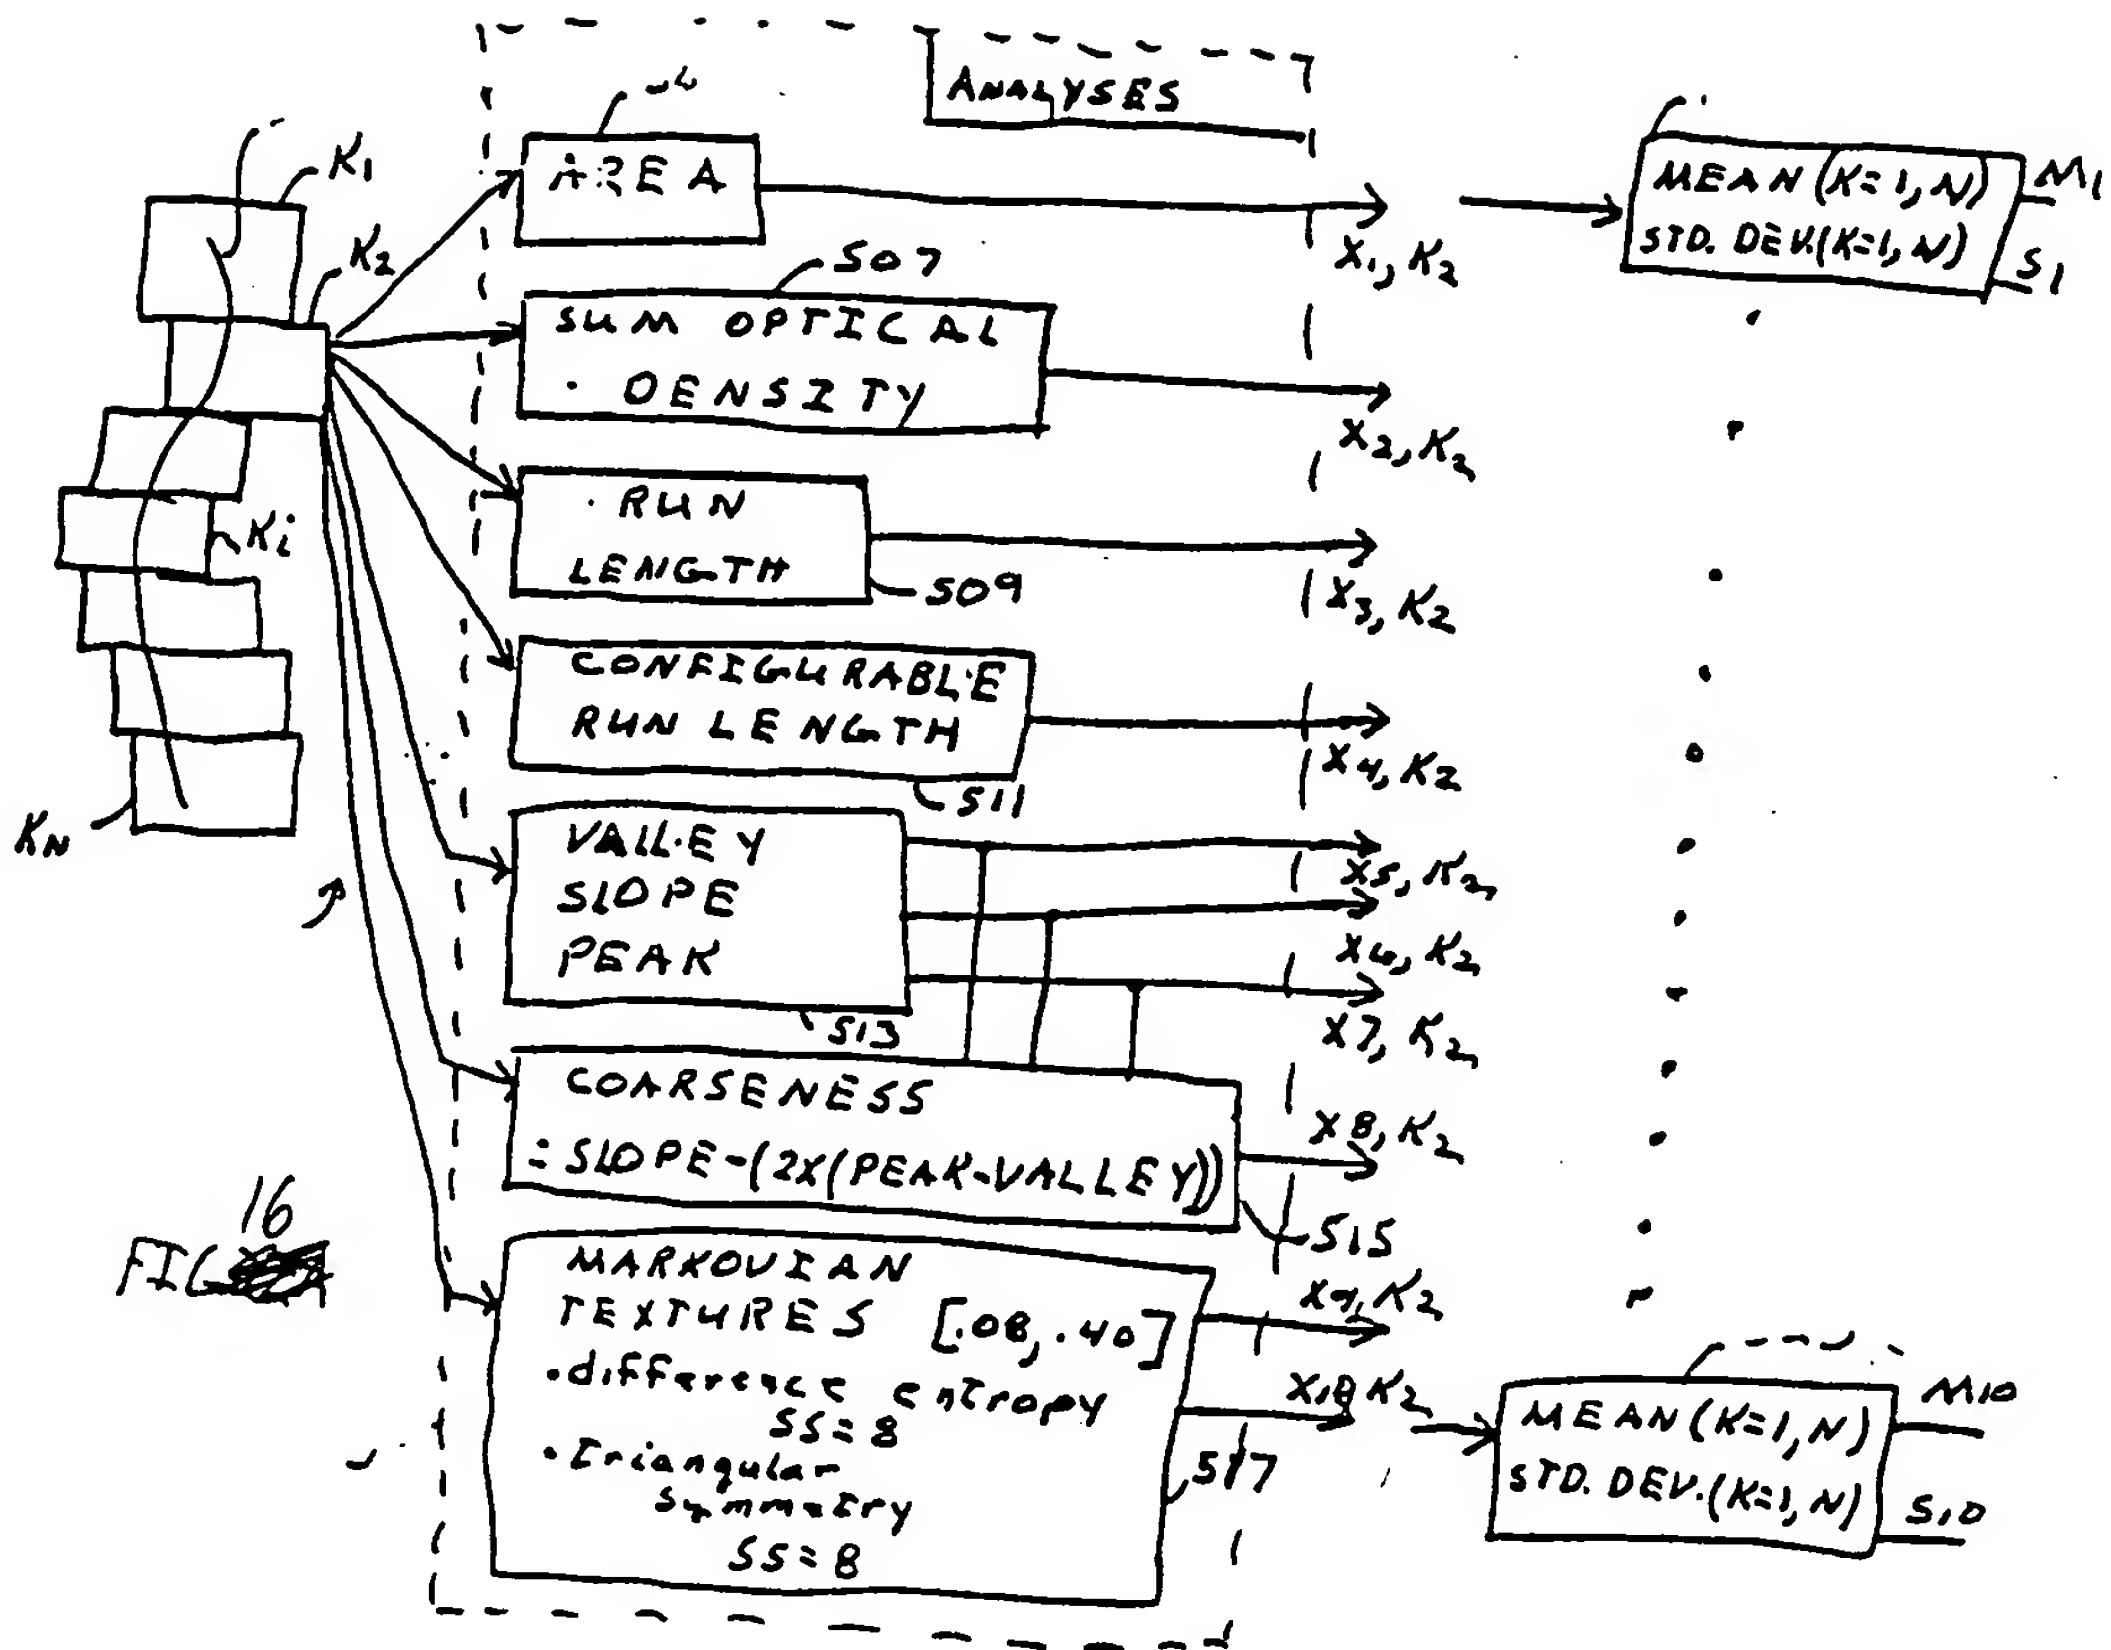 ANALYSES
K1
K2
Ki
KN
AREA
X1, K2
MEAN (K=1, N)
STD. DEV. (K=1, N)
M1
S1
507
SUM OPTICAL
DENSITY
X2, K2
RUN
LENGTH
509
X3, K2
CONFIGURABLE
RUN LENGTH
511
X4, K2
VALLEY
SLOPE
PEAK
513
X5, K2
X6, K2
X7, K2
COARSENESS
= SLOPE-(2X(PEAK-VALLEY))
515
X8, K2
MARKOVIAN
TEXTURES [.08, .40]
• difference entropy
SS=8
• triangular
symmetry
SS=8
517
X9, K2
X10 K2
MEAN (K=1, N)
STD. DEV. (K=1, N)
M10
S10
16
FIG